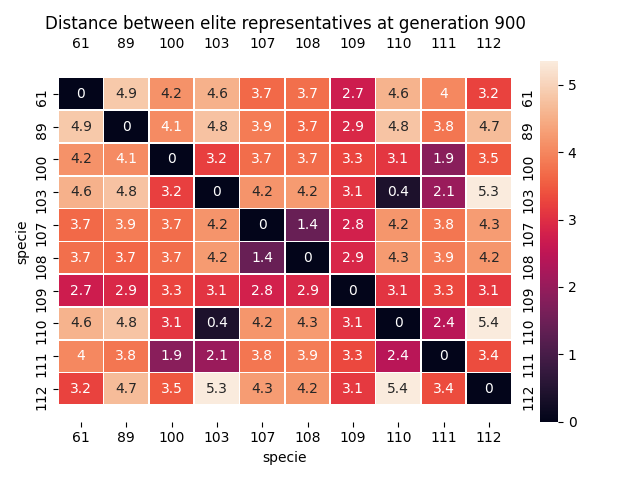 Distance between elite representatives at generation 900
61 89 100 103 107 108 109 110 111 112
61 0 4.9 4.2 4.6 3.7 3.7 2.7 4.6 4 3.2 61
89 4.9 0 4.1 4.8 3.9 3.7 2.9 4.8 3.8 4.7 89
100 4.2 4.1 0 3.2 3.7 3.7 3.3 3.1 1.9 3.5 100
103 4.6 4.8 3.2 0 4.2 4.2 3.1 0.4 2.1 5.3 103
107 3.7 3.9 3.7 4.2 0 1.4 2.8 4.2 3.8 4.3 107
108 3.7 3.7 3.7 4.2 1.4 0 2.9 4.3 3.9 4.2 108
109 2.7 2.9 3.3 3.1 2.8 2.9 0 3.1 3.3 3.1 109
110 4.6 4.8 3.1 0.4 4.2 4.3 3.1 0 2.4 5.4 110
111 4 3.8 1.9 2.1 3.8 3.9 3.3 2.4 0 3.4 111
112 3.2 4.7 3.5 5.3 4.3 4.2 3.1 5.4 3.4 0 112
61 89 100 103 107 108 109 110 111 112
specie
specie
5
4
3
2
1
0